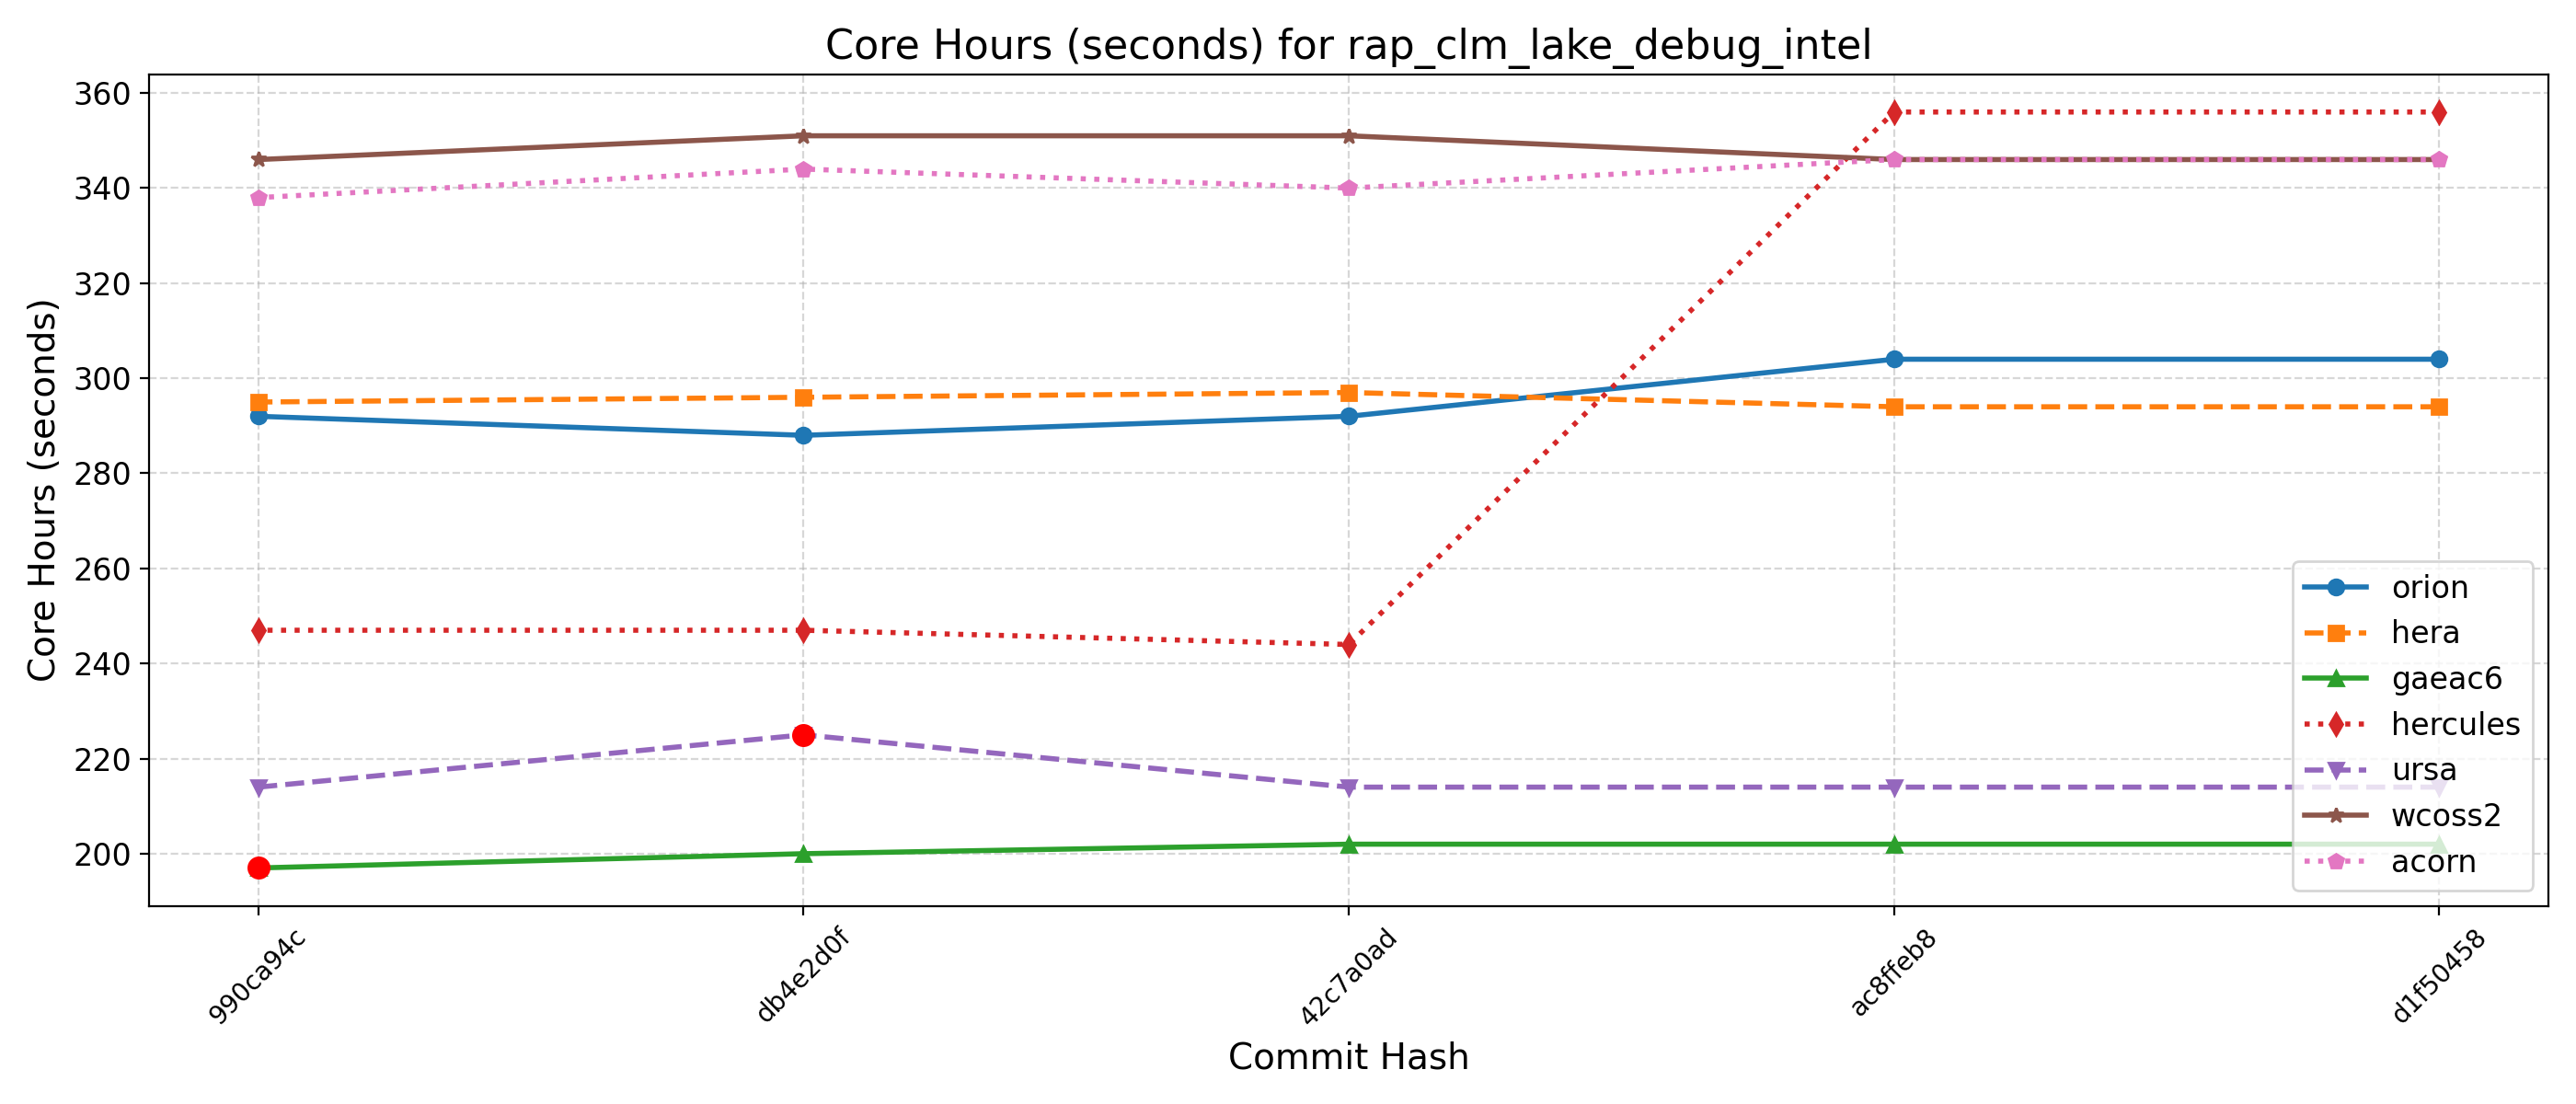 Core Hours (seconds) for rap_clm_lake_debug_intel
Core Hours (seconds)
360
340
320
300
280
260
240
220
200
orion
hera
gaeac6
hercules
ursa
wcoss2
acorn
990ca94c
db4e2d0f
42c7a0ad
ac8ffeb8
d1f50458
Commit Hash